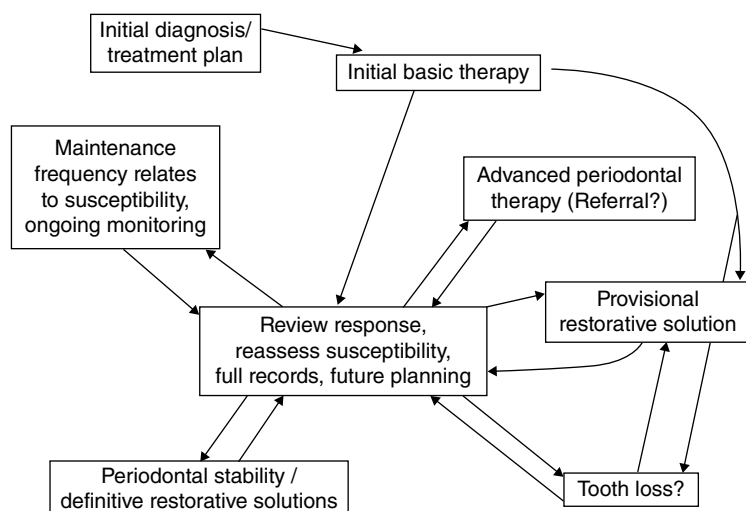 Initial diagnosis/
treatment plan
Initial basic therapy
Maintenance
frequency relates
to susceptibility,
ongoing monitoring
Advanced periodontal
therapy (Referral?)
Review response,
reassess susceptibility,
full records, future planning
Provisional
restorative solution
Periodontal stability /
definitive restorative solutions
Tooth loss?